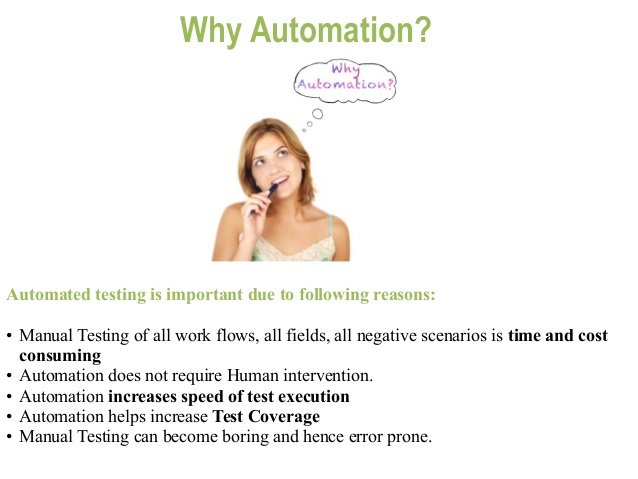 Why Automation?
Why
Automation?
Automated testing is important due to following reasons:
• Manual Testing of all work flows, all fields, all negative scenarios is time and cost
consuming
• Automation does not require Human intervention.
• Automation increases speed of test execution
• Automation helps increase Test Coverage
• Manual Testing can become boring and hence error prone.